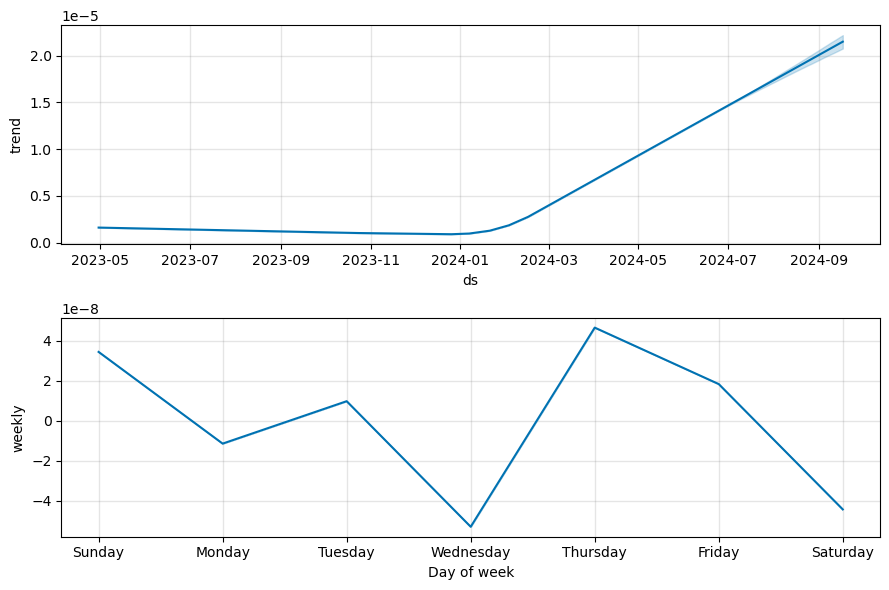 1e−5
2.0
1.5
1.0
0.5
0.0
trend
2023-05 2023-07 2023-09 2023-11 2024-01 2024-03 2024-05 2024-07 2024-09
ds
1e−8
4
2
0
−2
−4
weekly
Sunday Monday Tuesday Wednesday Thursday Friday Saturday
Day of week